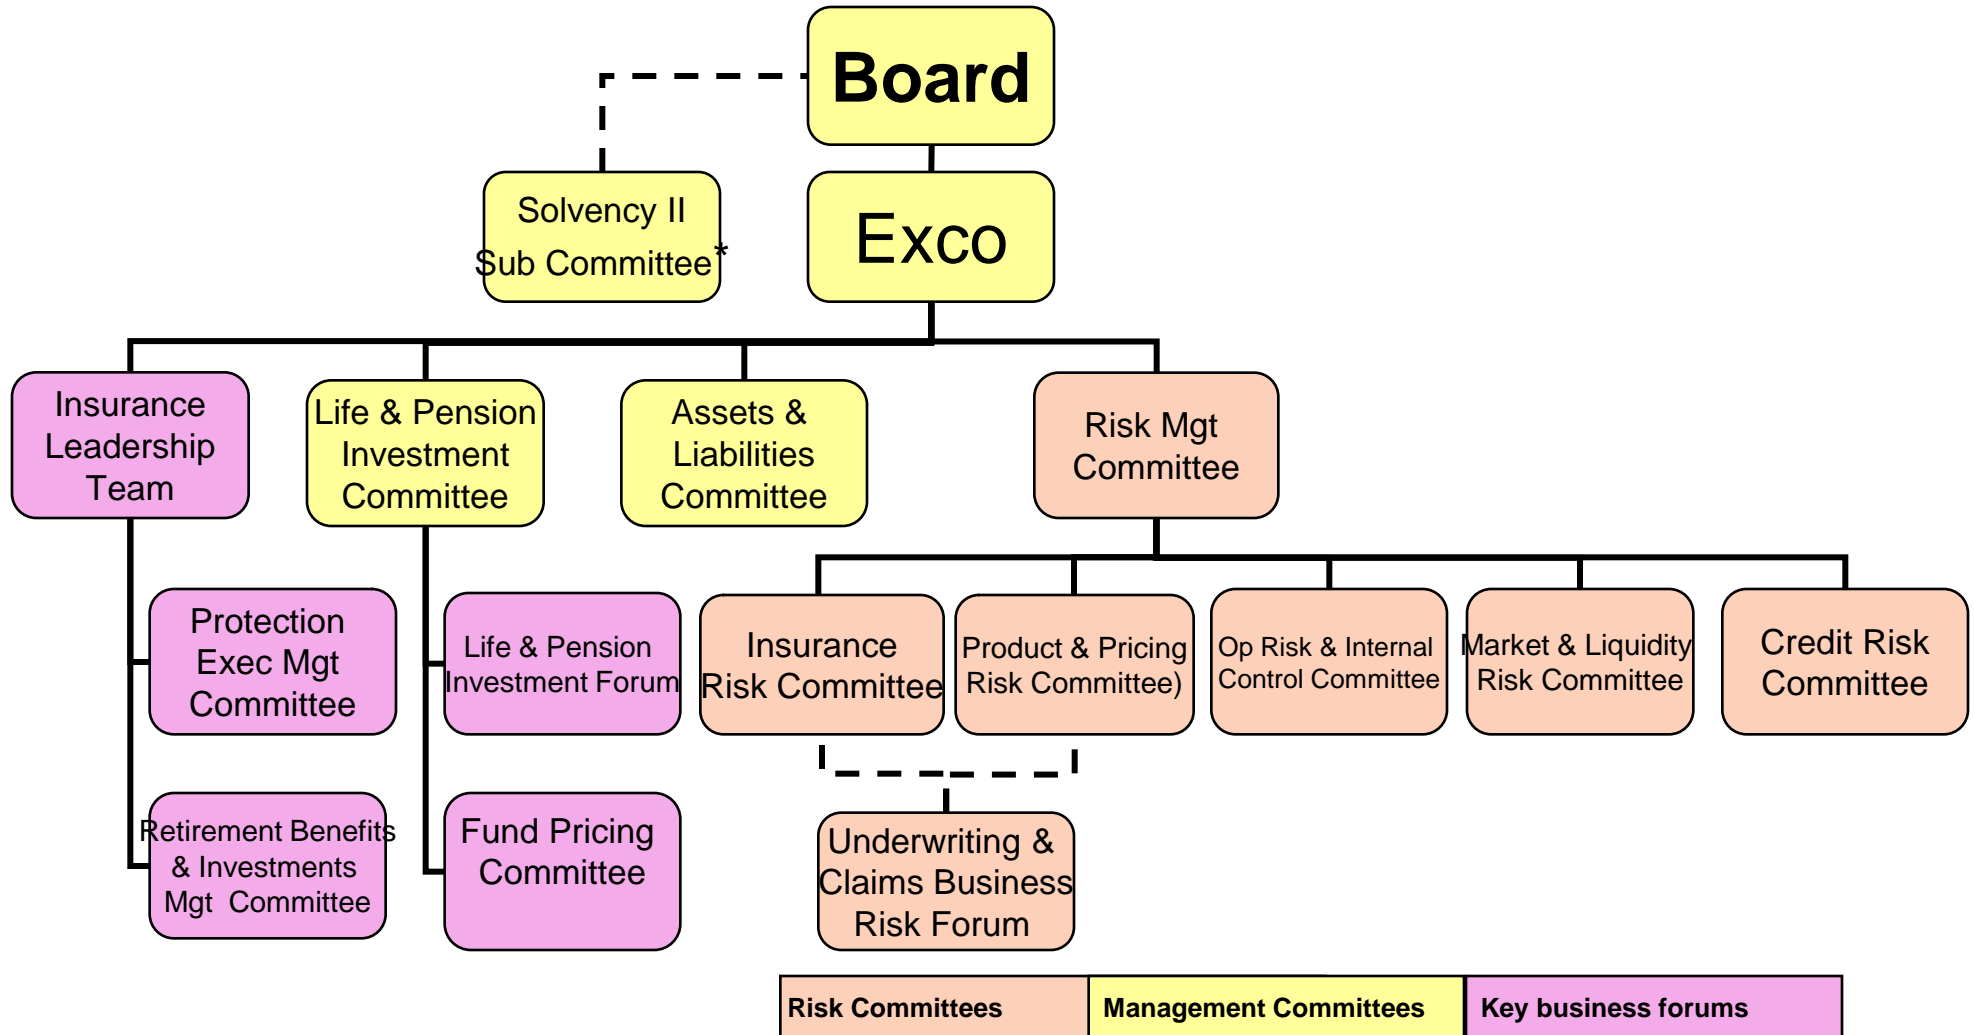 Board
Solvency II
Sub Committee*
Exco
Insurance
Leadership
Team
Life & Pension
Investment
Committee
Assets &
Liabilities
Committee
Risk Mgt
Committee
Protection
Exec Mgt
Committee
Life & Pension
Investment Forum
Insurance
Risk Committee
Product & Pricing
Risk Committee)
Op Risk & Internal
Control Committee
Market & Liquidity
Risk Committee
Credit Risk
Committee
Retirement Benefits
& Investments
Mgt Committee
Fund Pricing
Committee
Underwriting &
Claims Business
Risk Forum
Risk Committees
Management Committees
Key business forums